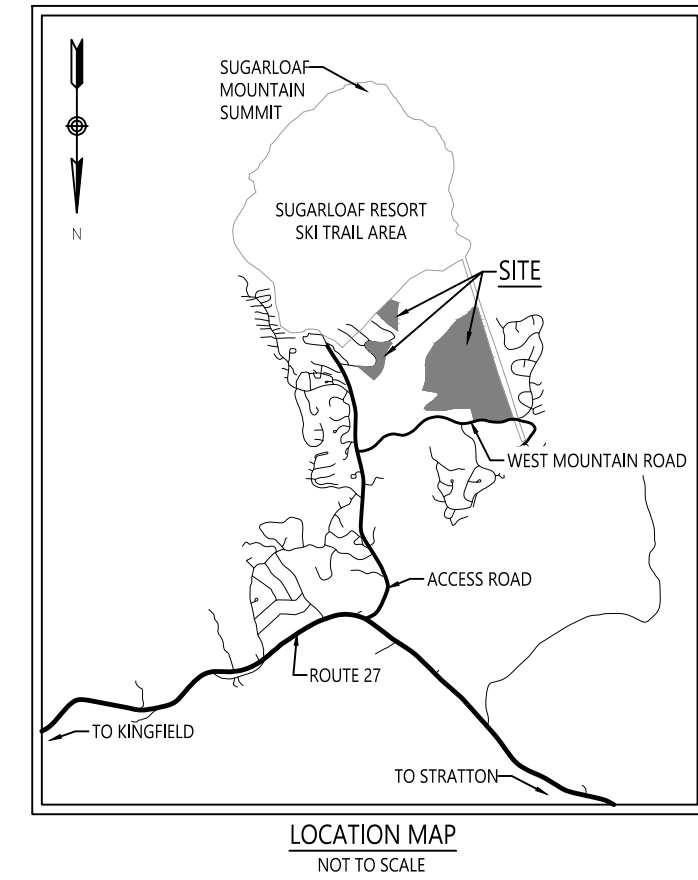 SUGARLOAF
MOUNTAIN
SUMMIT
N
SUGARLOAF RESORT
SKI TRAIL AREA
SITE
WEST MOUNTAIN ROAD
ACCESS ROAD
ROUTE 27
TO KINGFIELD
TO STRATTON
LOCATION MAP
NOT TO SCALE